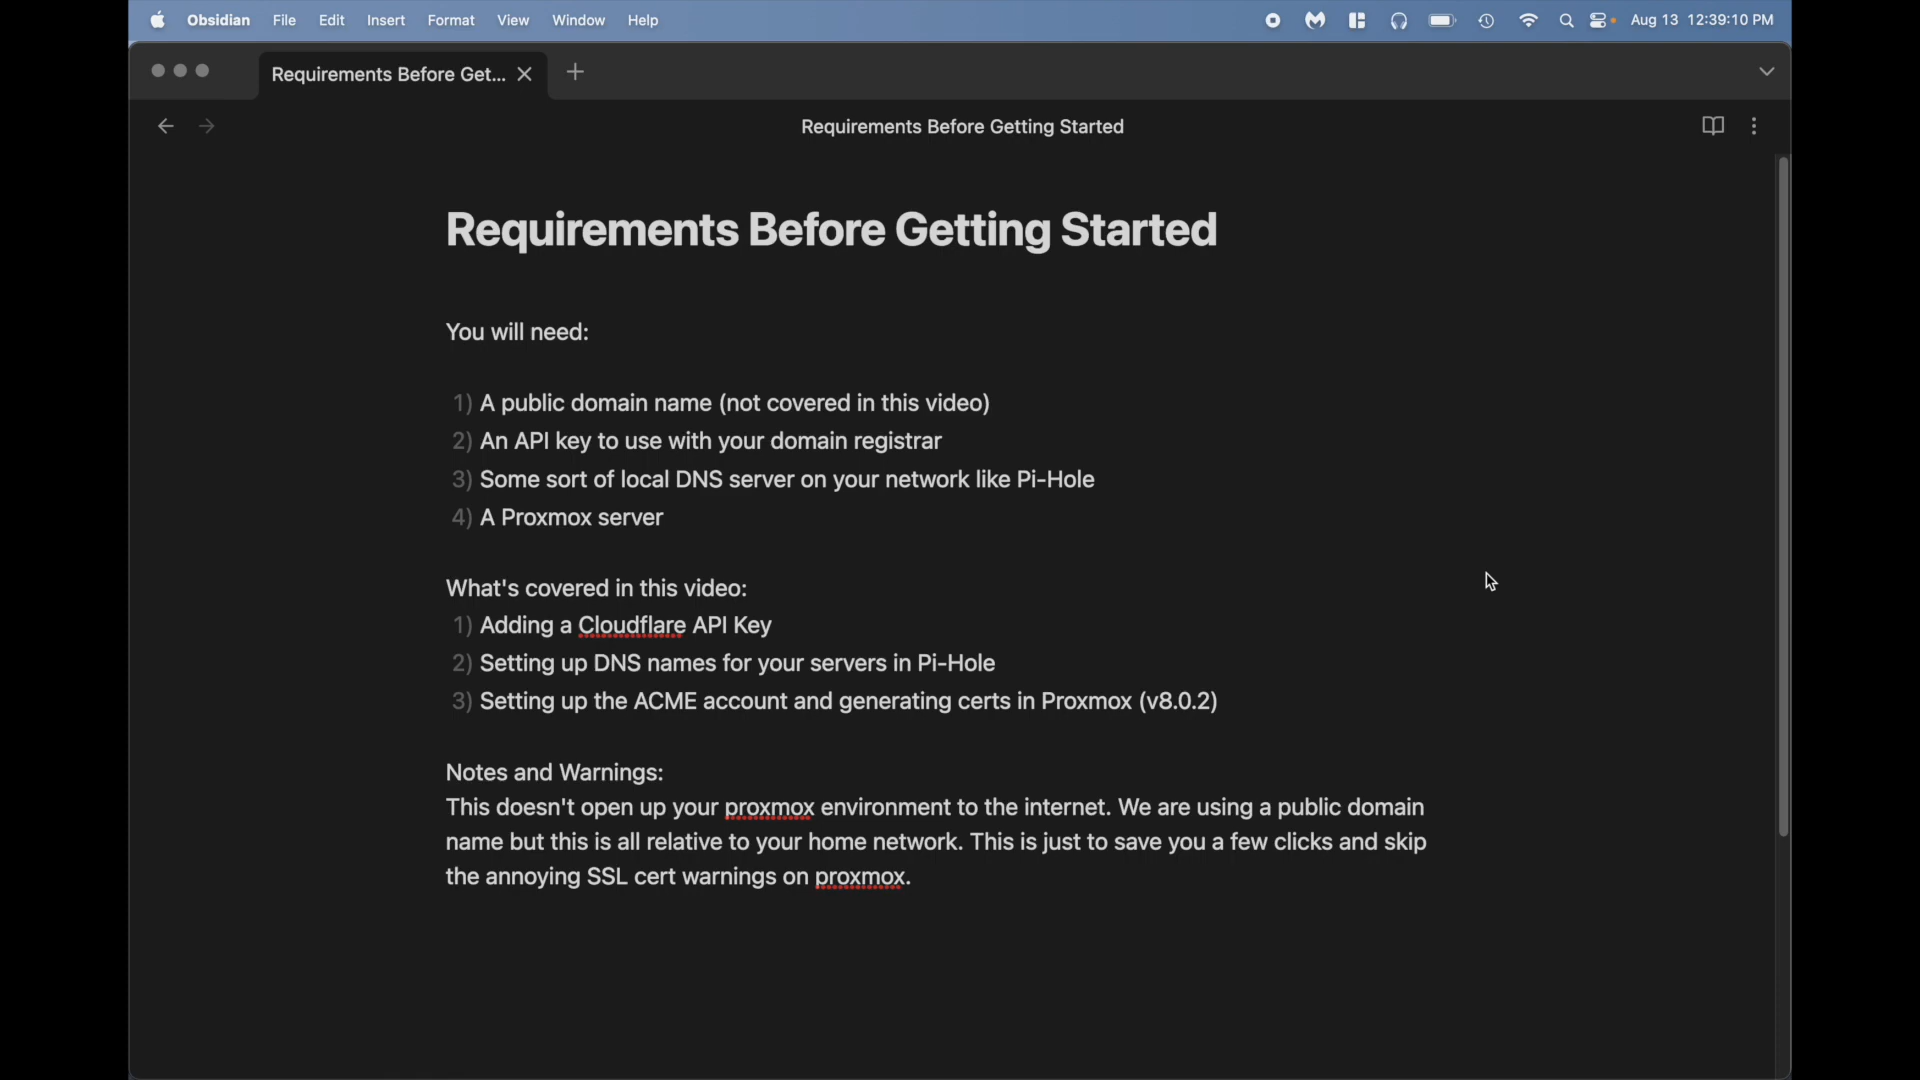 Obsidian File Edit Insert Format View Window Help Aug 13 12:39:10 PM
Requirements Before Get...
Requirements Before Getting Started
Requirements Before Getting Started
You will need:
1) A public domain name (not covered in this video)
2) An API key to use with your domain registrar
3) Some sort of local DNS server on your network like Pi-Hole
4) A Proxmox server
What's covered in this video:
1) Adding a Cloudflare API Key
2) Setting up DNS names for your servers in Pi-Hole
3) Setting up the ACME account and generating certs in Proxmox (v8.0.2)
Notes and Warnings:
This doesn't open up your proxmox environment to the internet. We are using a public domain
name but this is all relative to your home network. This is just to save you a few clicks and skip
the annoying SSL cert warnings on proxmox.